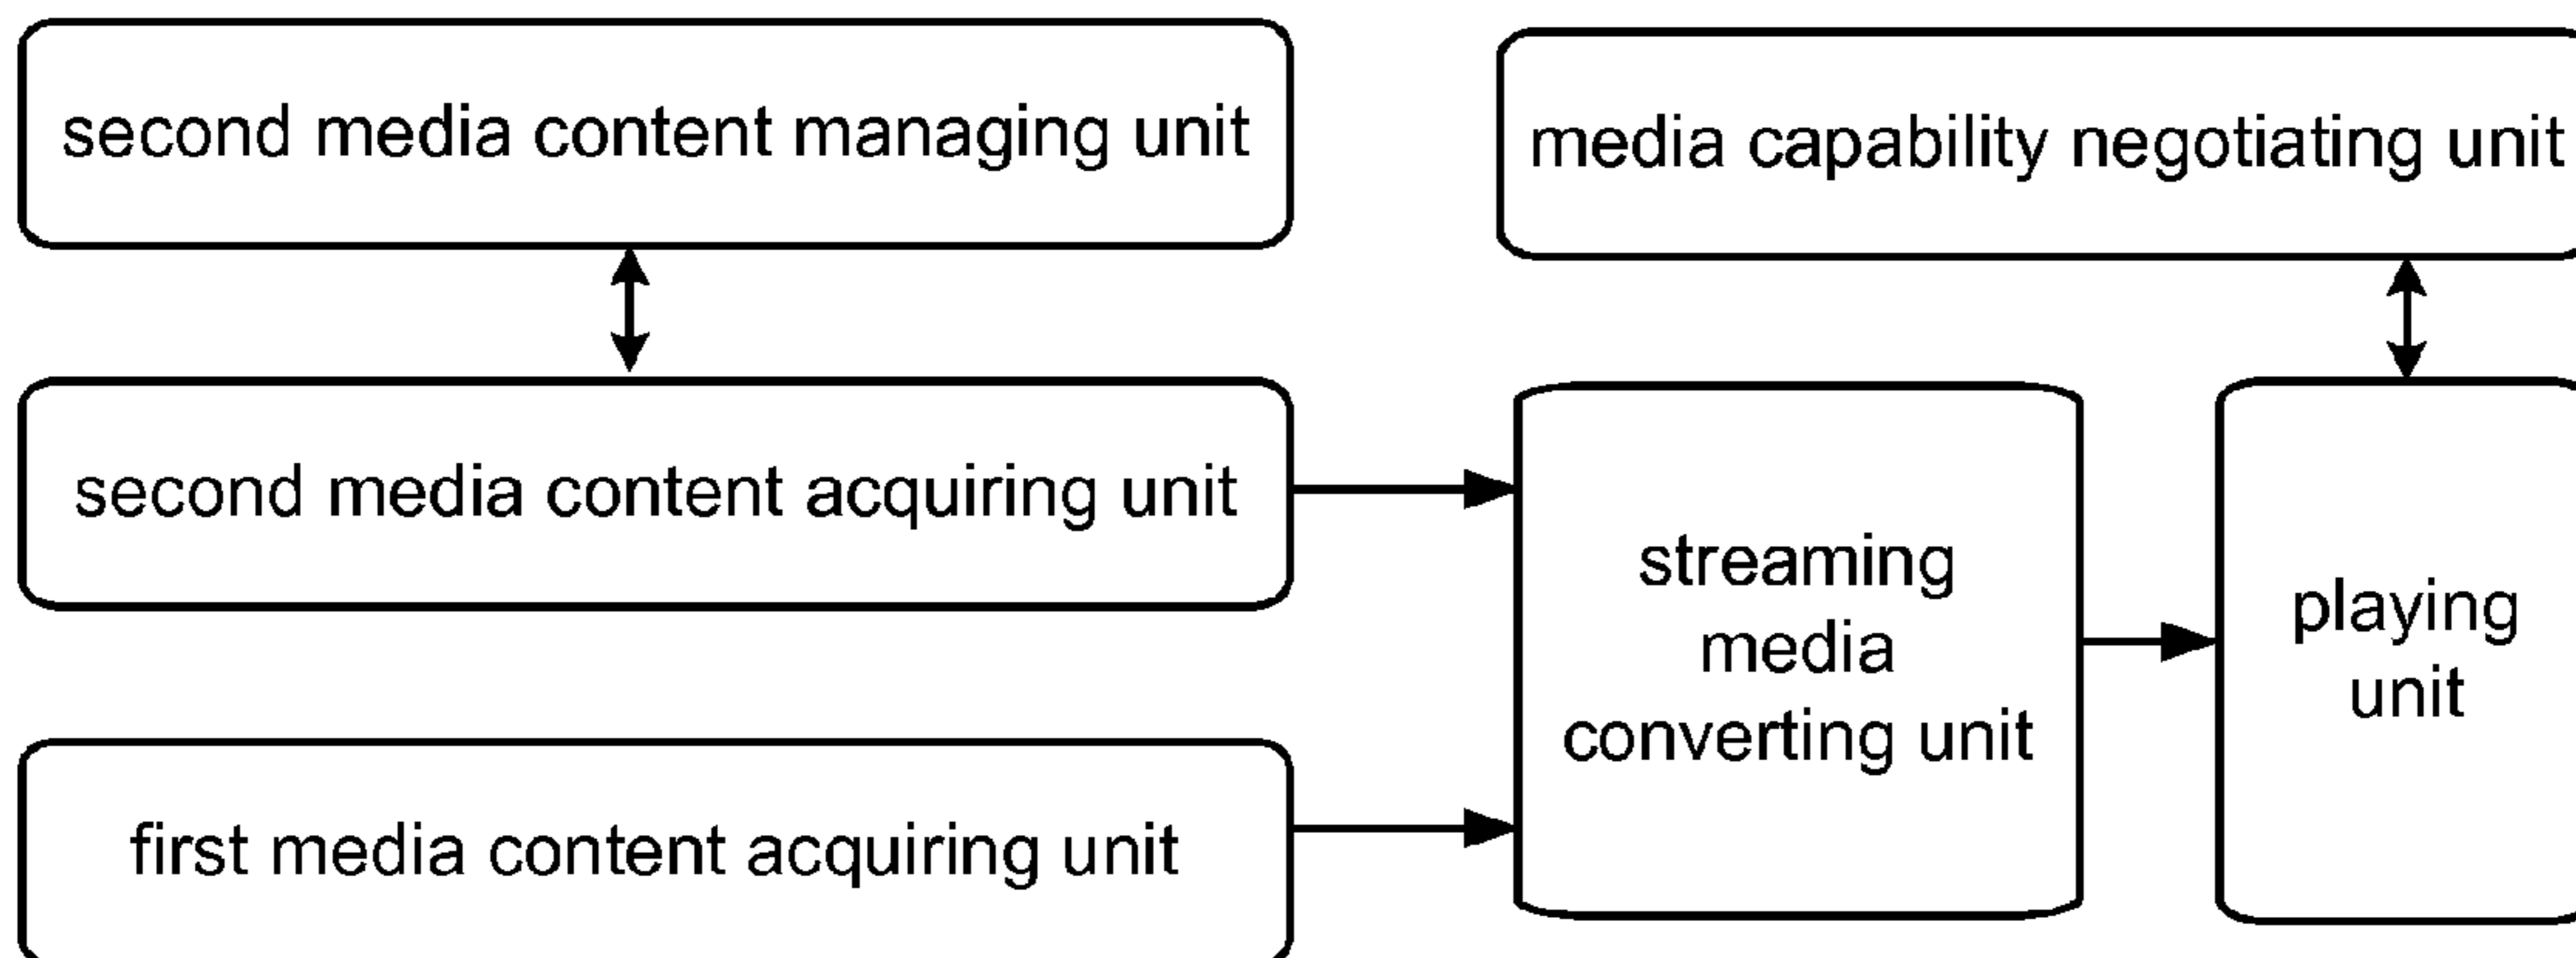 second media content managing unit
media capability negotiating unit
second media content acquiring unit
streaming
media
converting unit
playing
unit
first media content acquiring unit